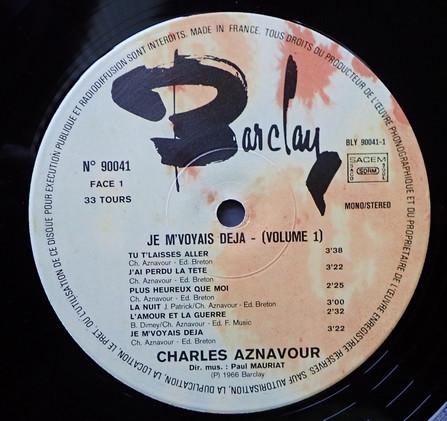 EXÉCUTION PUBLIQUE ET RADIODIFFUSION SONT INTERDITS. MADE IN FRANCE. TOUS DROITS DU PRODUCTEUR DE L'ŒUVRE PHONOGRAPHIQUE ET DU PROPRIÉTAIRE DE L'ŒUVRE ENREGISTRÉE RÉSERVÉS. SAUF AUTORISATION, LA DUPLICATION, LA LOCATION, LE PRÊT OU L'UTILISATION DE CE DISQUE POUR
Barclay
N° 90041
FACE 1
33 TOURS
BLY 90041-1
SACEM
SDRM
MONO/STEREO
JE M'VOYAIS DEJA - (VOLUME 1)
TU T'LAISSES ALLER 3'38
Ch. Aznavour - Ed. Breton
J'AI PERDU LA TETE 3'22
Ch. Aznavour - Ed. Breton
PLUS HEUREUX QUE MOI 2'25
Ch. Aznavour - Ed. Breton
LA NUIT J. Patrick/Ch. Aznavour - Ed. Breton 3'00
L'AMOUR ET LA GUERRE 2'32
B. Dimey/Ch. Aznavour - Ed. F. Music
JE M'VOYAIS DEJA 3'22
Ch. Aznavour - Ed. Breton
CHARLES AZNAVOUR
Dir. mus. : Paul MAURIAT
(P) 1966 Barclay